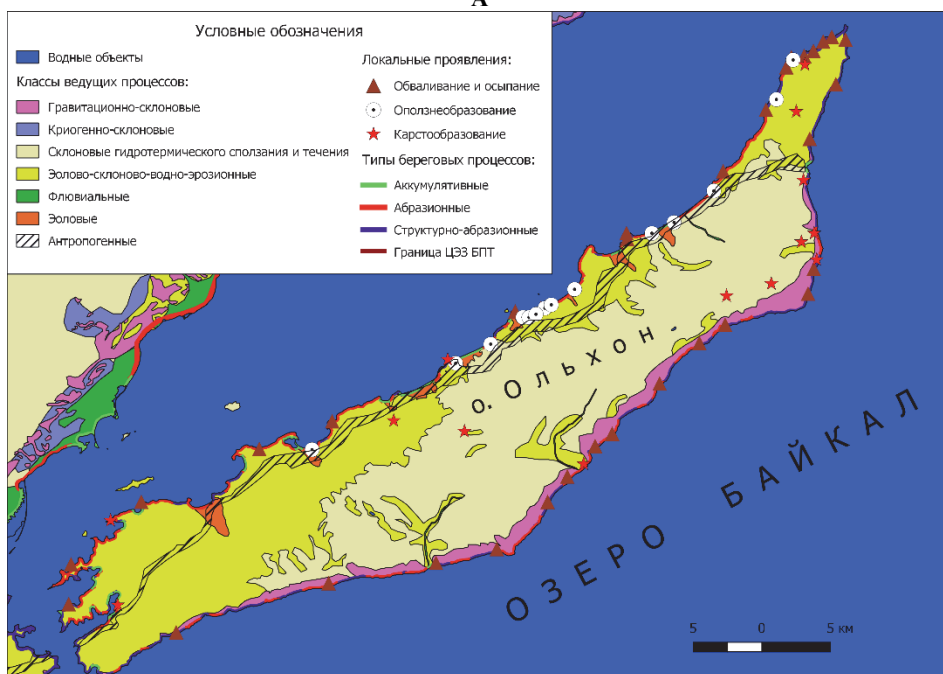 А
Условные обозначения
Водные объекты
Классы ведущих процессов:
Гравитационно-склоновые
Криогенно-склоновые
Склоновые гидротермического сползания и течения
Эолово-склоново-водно-эрозионные
Флювиальные
Эоловые
Антропогенные
Локальные проявления:
Обваливание и осыпание
Оползнеобразование
Карстообразование
Типы береговых процессов:
Аккумулятивные
Абразионные
Структурно-абразионные
Граница ЦЭЗ БПТ
о. Ольхон
ОЗЕРО БАЙКАЛ
5 0 5 км